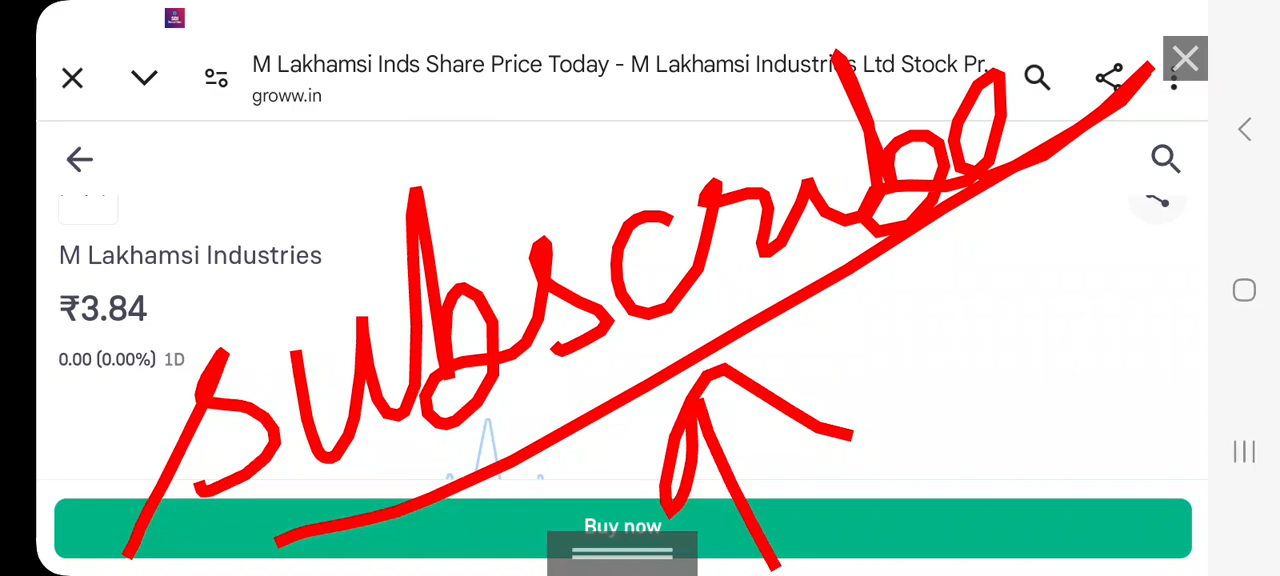 M Lakhamsi Inds Share Price Today - M Lakhamsi Industries Ltd Stock Pr...
groww.in
M Lakhamsi Industries
₹3.84
0.00 (0.00%) 1D
subscrube
Buy now